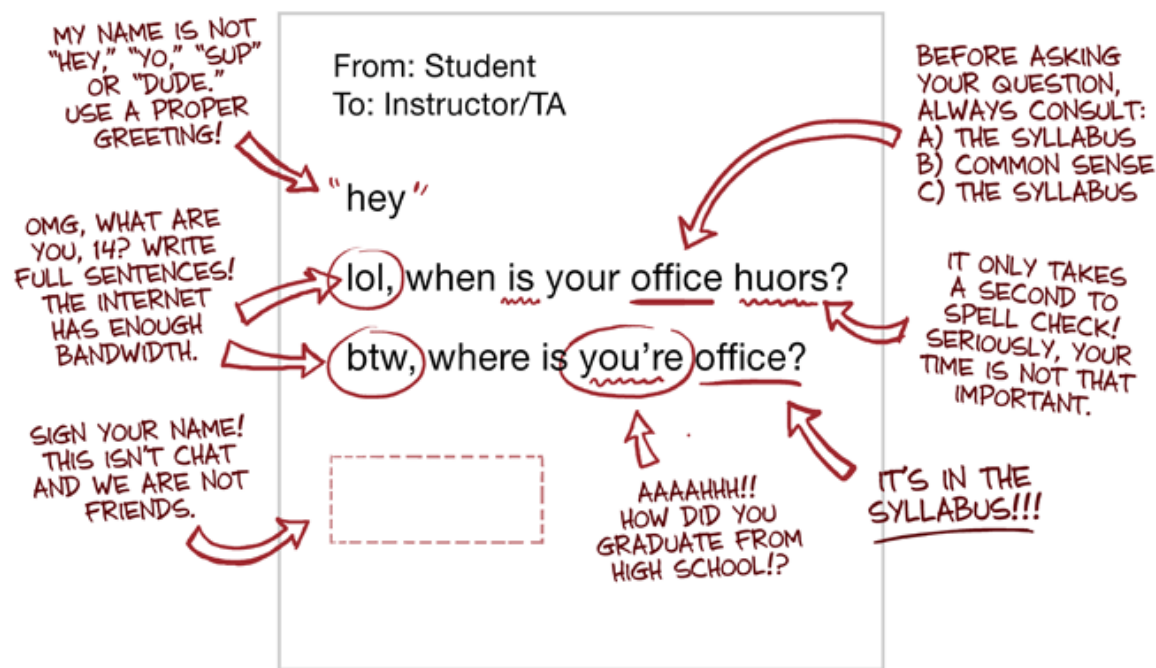 MY NAME IS NOT
"HEY," "YO," "SUP"
OR "DUDE."
USE A PROPER
GREETING!
From: Student
To: Instructor/TA
BEFORE ASKING
YOUR QUESTION,
ALWAYS CONSULT:
A) THE SYLLABUS
B) COMMON SENSE
C) THE SYLLABUS
"hey"
OMG, WHAT ARE
YOU, 14? WRITE
FULL SENTENCES!
THE INTERNET
HAS ENOUGH
BANDWIDTH.
lol, when is your office huors?
btw, where is you're office?
IT ONLY TAKES
A SECOND TO
SPELL CHECK!
SERIOUSLY, YOUR
TIME IS NOT THAT
IMPORTANT.
SIGN YOUR NAME!
THIS ISN'T CHAT
AND WE ARE NOT
FRIENDS.
AAAAHHH!!
HOW DID YOU
GRADUATE FROM
HIGH SCHOOL!?
IT'S IN THE
SYLLABUS!!!